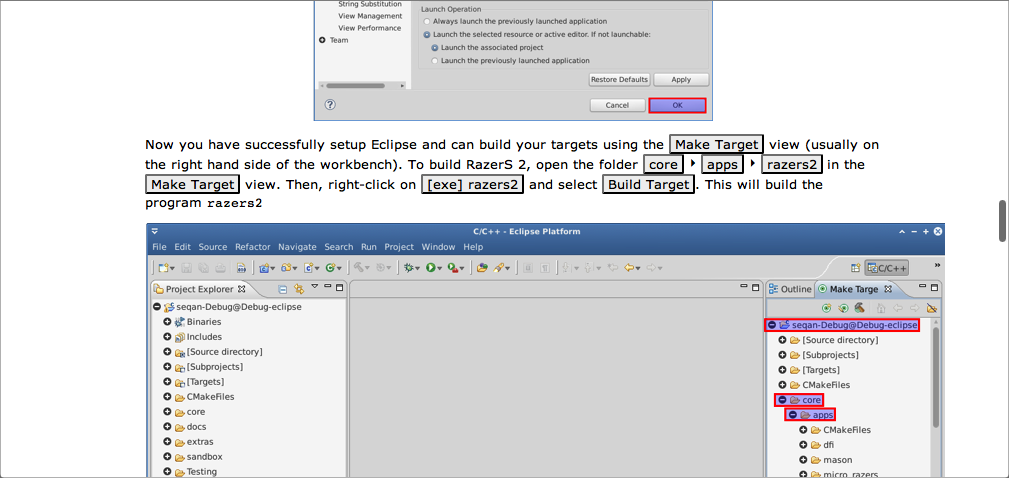 String Substitution
View Management
View Performance
Team
Launch Operation
Always launch the previously launched application
Launch the selected resource or active editor. If not launchable:
Launch the associated project
Launch the previously launched application
Restore Defaults Apply
Cancel OK
Now you have successfully setup Eclipse and can build your targets using the Make Target view (usually on
the right hand side of the workbench). To build RazerS 2, open the folder core ‣ apps ‣ razers2 in the
Make Target view. Then, right-click on [exe] razers2 and select Build Target. This will build the
program razers2
C/C++ - Eclipse Platform
File Edit Source Refactor Navigate Search Run Project Window Help
C/C++
Project Explorer
seqan-Debug@Debug-eclipse
Binaries
Includes
[Source directory]
[Subprojects]
[Targets]
CMakeFiles
core
docs
extras
sandbox
Testing
Outline Make Targe
seqan-Debug@Debug-eclipse
[Source directory]
[Subprojects]
[Targets]
CMakeFiles
core
apps
CMakeFiles
dfi
mason
micro_razers